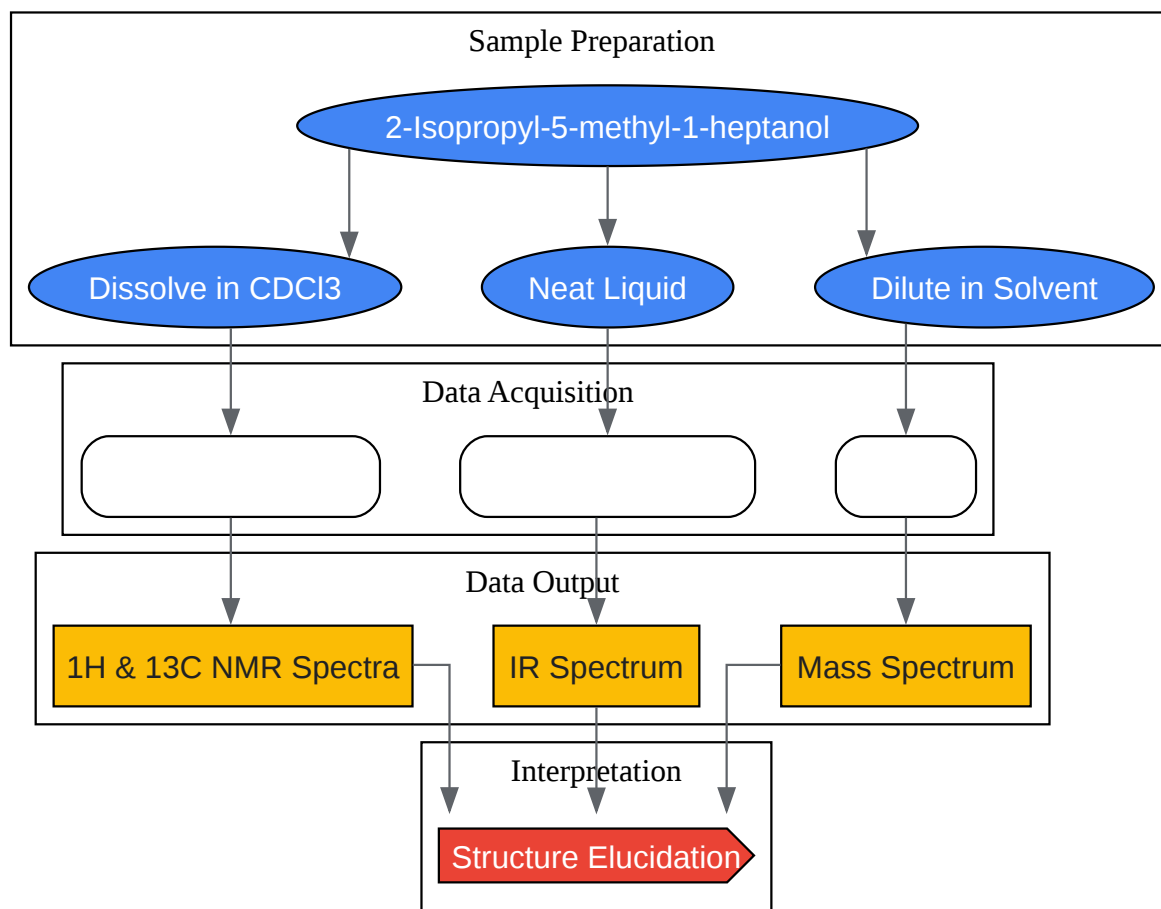 Sample Preparation
2-Isopropyl-5-methyl-1-heptanol
Dissolve in CDCl3
Neat Liquid
Dilute in Solvent
Data Acquisition
Data Output
1H & 13C NMR Spectra
IR Spectrum
Mass Spectrum
Interpretation
Structure Elucidation